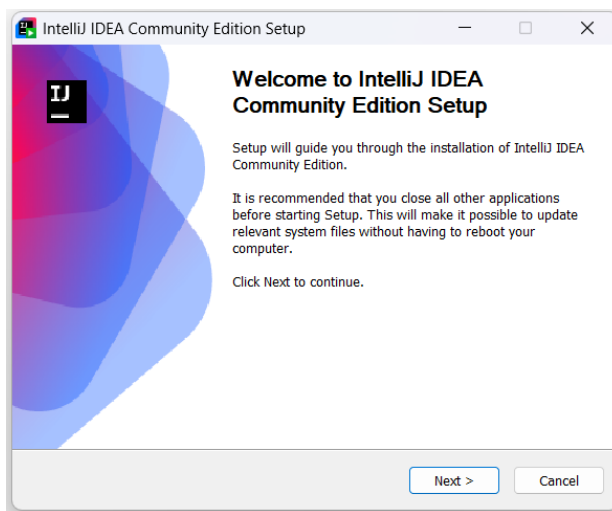 IntelliJ IDEA Community Edition Setup
IJ
Welcome to IntelliJ IDEA
Community Edition Setup
Setup will guide you through the installation of IntelliJ IDEA
Community Edition.
It is recommended that you close all other applications
before starting Setup. This will make it possible to update
relevant system files without having to reboot your
computer.
Click Next to continue.
Next >
Cancel